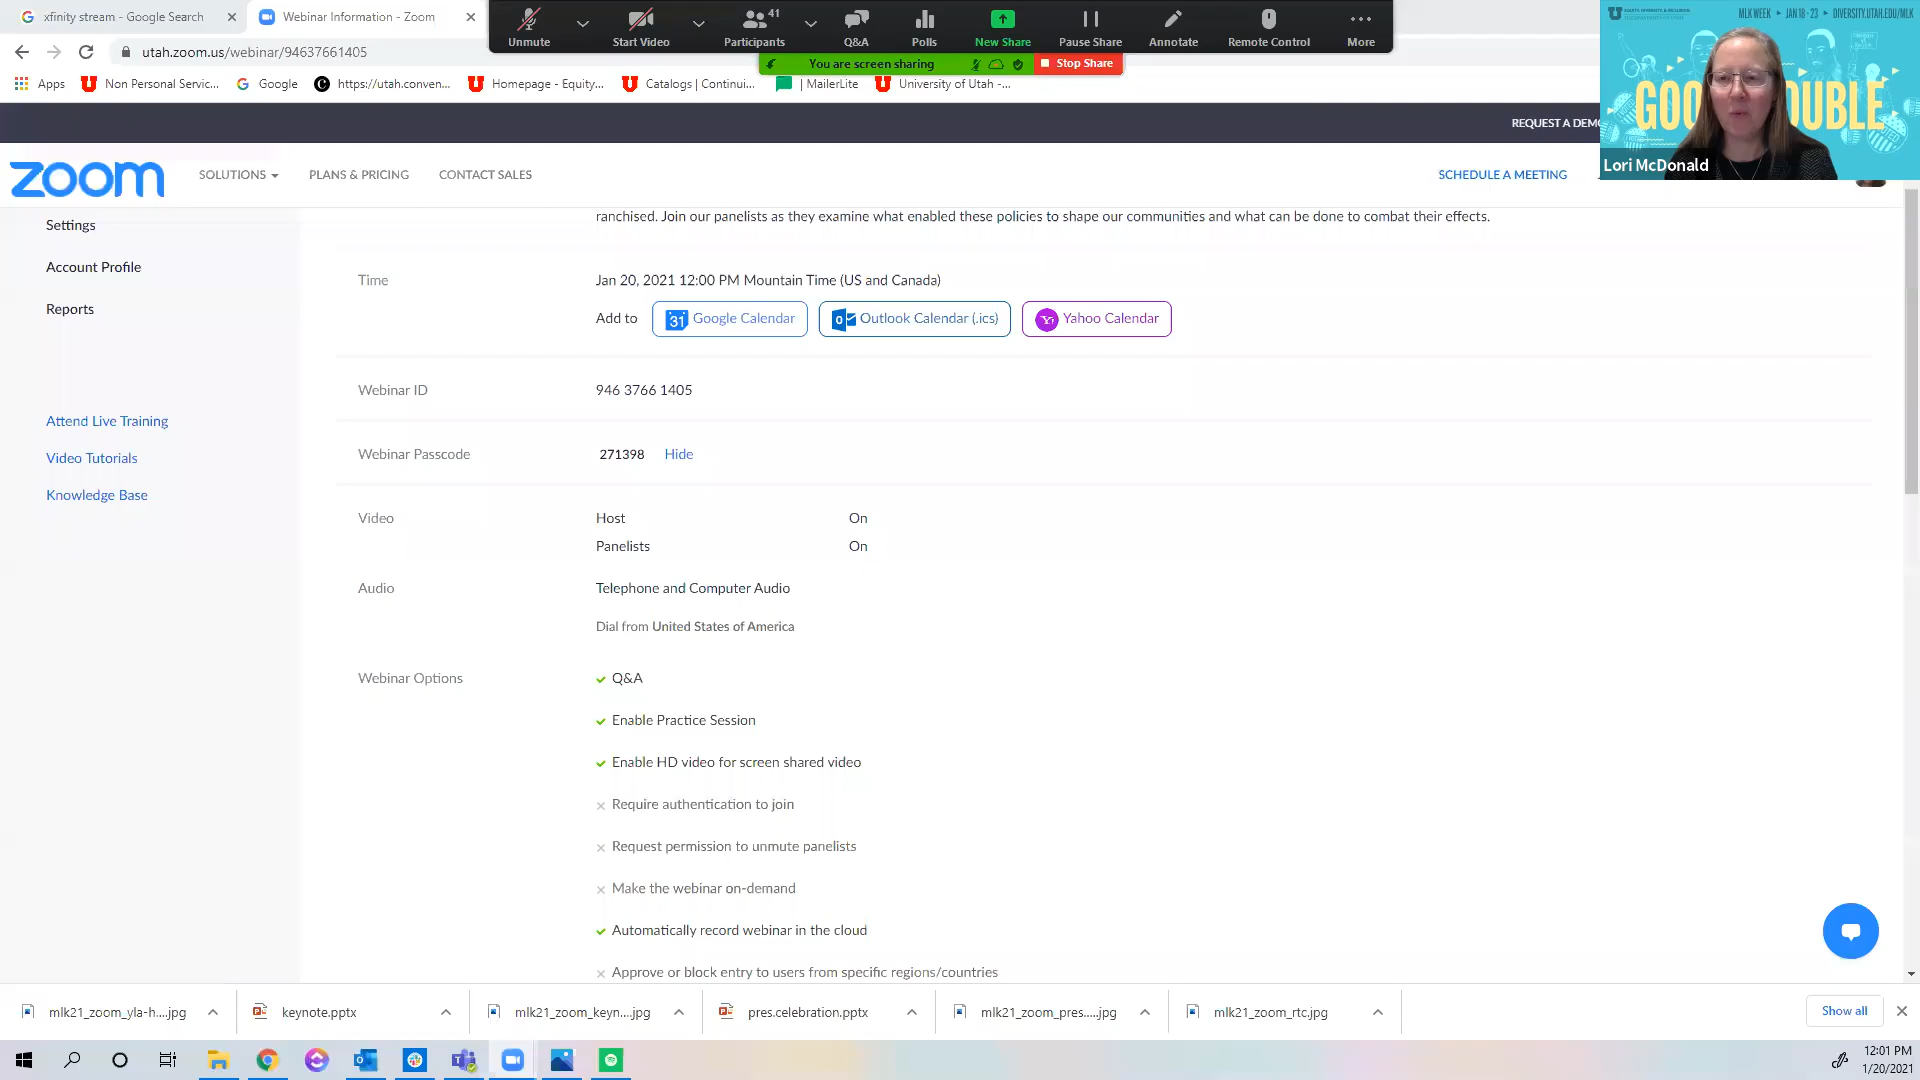 xfinity stream - Google Search
Webinar Information - Zoom
utah.zoom.us/webinar/94637661405
Unmute
Start Video
41
Participants
Q&A
Polls
New Share
Pause Share
Annotate
Remote Control
More
You are screen sharing
Stop Share
Apps
Non Personal Servic...
Google
https://utah.conven...
Homepage - Equity...
Catalogs | Continui...
| MailerLite
University of Utah -...
MLK WEEK ▸ JAN 18 - 23 ▸ DIVERSITY.UTAH.EDU/MLK
Lori McDonald
REQUEST A DEM
zoom
SOLUTIONS
PLANS & PRICING
CONTACT SALES
SCHEDULE A MEETING
Settings
Account Profile
Reports
Attend Live Training
Video Tutorials
Knowledge Base
ranchised. Join our panelists as they examine what enabled these policies to shape our communities and what can be done to combat their effects.
Time
Jan 20, 2021 12:00 PM Mountain Time (US and Canada)
Add to
31 Google Calendar
Outlook Calendar (.ics)
Yahoo Calendar
Webinar ID
946 3766 1405
Webinar Passcode
271398
Hide
Video
Host
On
Panelists
On
Audio
Telephone and Computer Audio
Dial from United States of America
Webinar Options
Q&A
Enable Practice Session
Enable HD video for screen shared video
Require authentication to join
Request permission to unmute panelists
Make the webinar on-demand
Automatically record webinar in the cloud
Approve or block entry to users from specific regions/countries
mlk21_zoom_yla-h....jpg
keynote.pptx
mlk21_zoom_keyn....jpg
pres.celebration.pptx
mlk21_zoom_pres.....jpg
mlk21_zoom_rtc.jpg
Show all
12:01 PM
1/20/2021